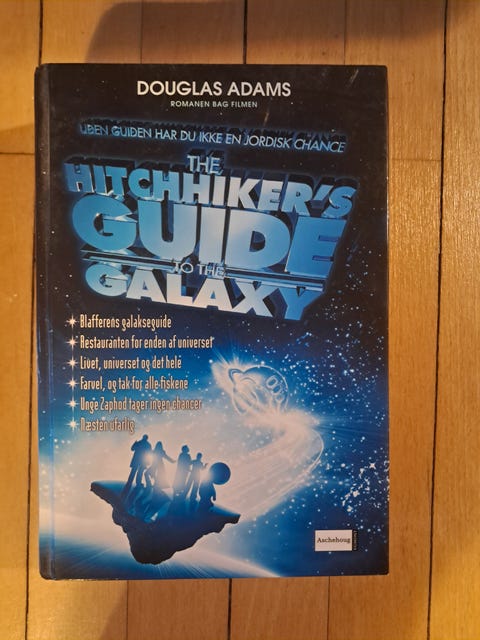 DOUGLAS ADAMS
ROMANEN BAG FILMEN
UDEN GUIDEN HAR DU IKKE EN JORDISK CHANCE
THE
HITCHHIKER'S
GUIDE
TO THE
GALAXY
Blafferens galakseguide
Restauranten for enden af universet
Livet, universet og det hele
Farvel, og tak for alle fiskene
Unge Zaphod tager ingen chancer
Næsten ufarlig
Aschehoug